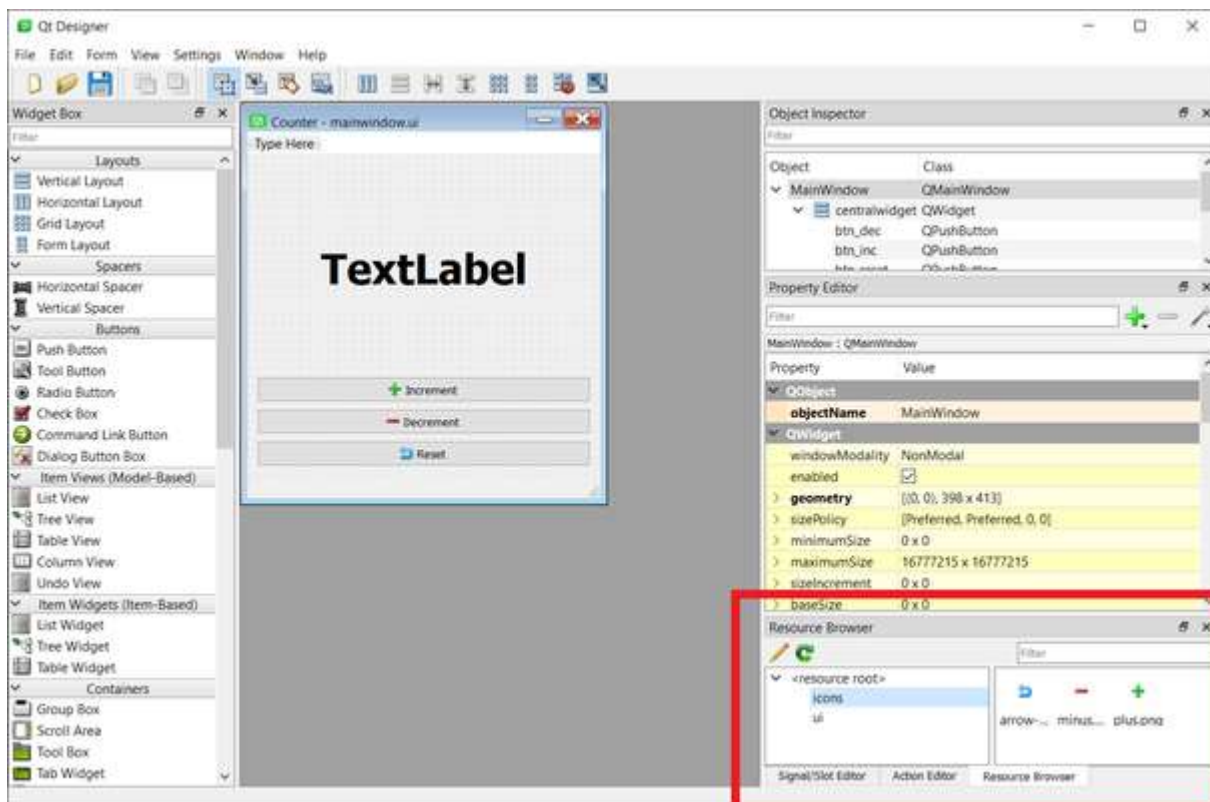 Qt Designer
File Edit Form View Settings Window Help
Widget Box
Filter
Layouts
Vertical Layout
Horizontal Layout
Grid Layout
Form Layout
Spacers
Horizontal Spacer
Vertical Spacer
Buttons
Push Button
Tool Button
Radio Button
Check Box
Command Link Button
Dialog Button Box
Item Views (Model-Based)
List View
Tree View
Table View
Column View
Undo View
Item Widgets (Item-Based)
List Widget
Tree Widget
Table Widget
Containers
Group Box
Scroll Area
Tool Box
Tab Widget
Counter - mainwindow.ui
Type Here
TextLabel
Increment
Decrement
Reset
Object Inspector
Filter
Object Class
MainWindow QMainWindow
centralwidget QWidget
btn_dec QPushButton
btn_inc QPushButton
btn_reset QPushButton
Property Editor
Filter
MainWindow : QMainWindow
Property Value
QObject
objectName MainWindow
QWidget
windowModality NonModal
enabled
geometry [(0, 0), 398 x 413]
sizePolicy [Preferred, Preferred, 0, 0]
minimumSize 0 x 0
maximumSize 16777215 x 16777215
sizeIncrement 0 x 0
baseSize 0 x 0
Resource Browser
Filter
<resource root>
icons
ui
arrow-... minus... plus.png
Signal/Slot Editor Action Editor Resource Browser